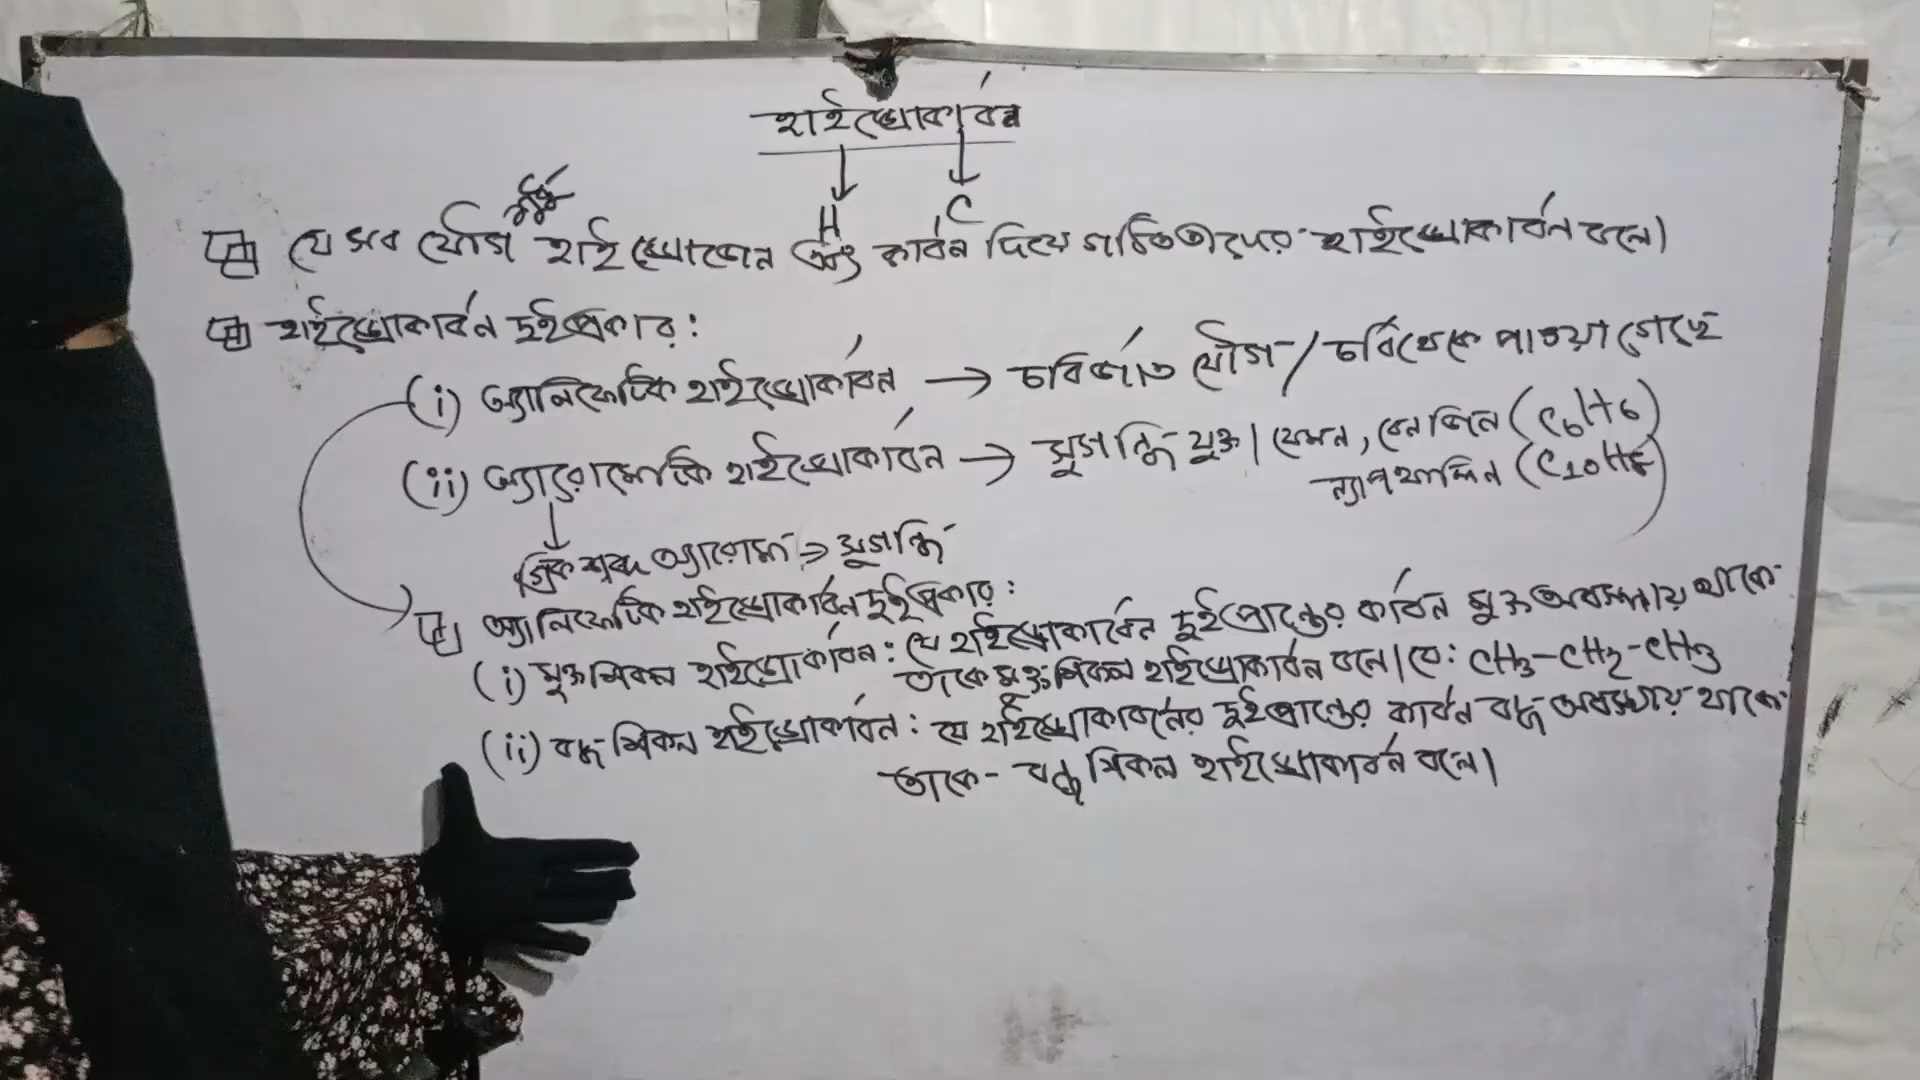 হাইড্রোকার্বন
H C
যে সব যৌগ শুধু হাইড্রোজেন এবং কার্বন দিয়ে গঠিত তাদের হাইড্রোকার্বন বলে।
হাইড্রোকার্বন দুই প্রকার:
(i) অ্যালিফেটিক হাইড্রোকার্বন → চর্বিজাত যৌগ / চর্বি থেকে পাওয়া গেছে
(ii) অ্যারোমেটিক হাইড্রোকার্বন → সুগন্ধি যুক্ত। যেমন, বেনজিন (C6H6)
ন্যাপথালিন (C10H8)
গ্রিক শব্দ অ্যারোমা ⇒ সুগন্ধি
অ্যালিফেটিক হাইড্রোকার্বন দুই প্রকার:
(i) মুক্ত শিকল হাইড্রোকার্বন: যে হাইড্রোকার্বনের দুই প্রান্তের কার্বন মুক্ত অবস্থায় থাকে
তাকে মুক্ত শিকল হাইড্রোকার্বন বলে। যে: CH3-CH2-CH3
(ii) বদ্ধ শিকল হাইড্রোকার্বন: যে হাইড্রোকার্বনের দুই প্রান্তের কার্বন বদ্ধ অবস্থায় থাকে
তাকে - বদ্ধ শিকল হাইড্রোকার্বন বলে।